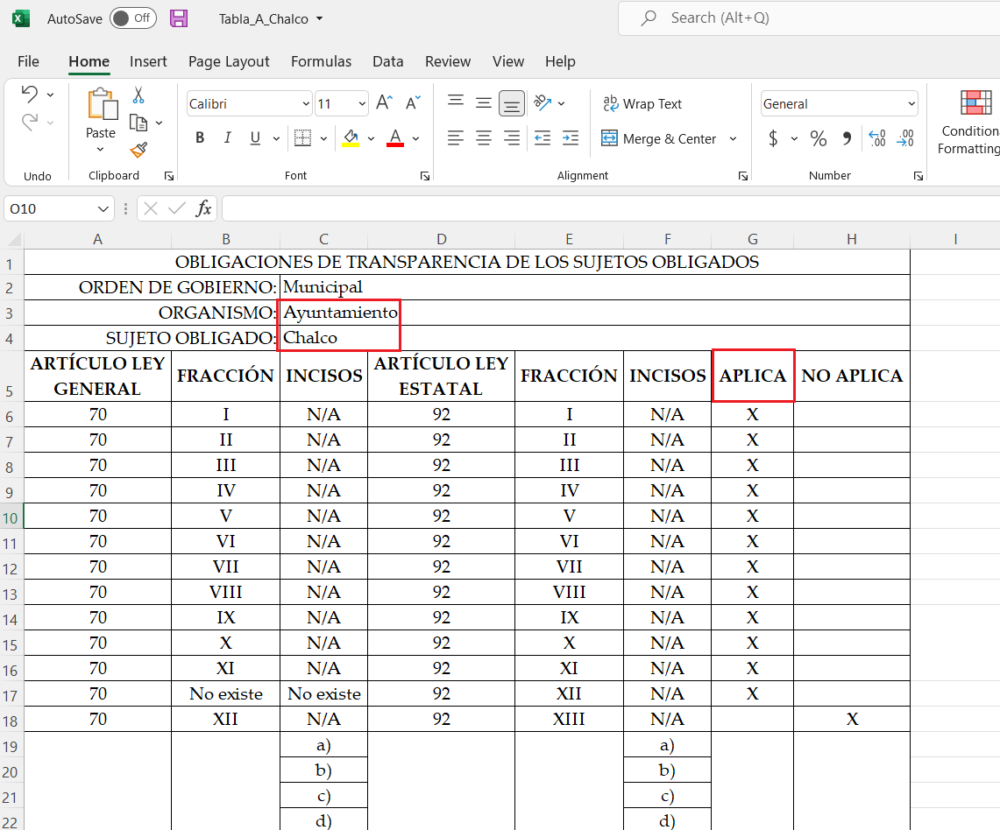 AutoSave Off Tabla_A_Chalco Search (Alt+Q)
File Home Insert Page Layout Formulas Data Review View Help
Calibri 11 Wrap Text General
Paste B I U Merge & Center $ % Condition
Formatting
Undo Clipboard Font Alignment Number
O10 fx
A B C D E F G H I
1 OBLIGACIONES DE TRANSPARENCIA DE LOS SUJETOS OBLIGADOS
2 ORDEN DE GOBIERNO: Municipal
3 ORGANISMO: Ayuntamiento
4 SUJETO OBLIGADO: Chalco
5 ARTÍCULO LEY GENERAL FRACCIÓN INCISOS ARTÍCULO LEY ESTATAL FRACCIÓN INCISOS APLICA NO APLICA
6 70 I N/A 92 I N/A X
7 70 II N/A 92 II N/A X
8 70 III N/A 92 III N/A X
9 70 IV N/A 92 IV N/A X
10 70 V N/A 92 V N/A X
11 70 VI N/A 92 VI N/A X
12 70 VII N/A 92 VII N/A X
13 70 VIII N/A 92 VIII N/A X
14 70 IX N/A 92 IX N/A X
15 70 X N/A 92 X N/A X
16 70 XI N/A 92 XI N/A X
17 70 No existe No existe 92 XII N/A X
18 70 XII N/A 92 XIII N/A X
19 a) a)
20 b) b)
21 c) c)
22 d) d)